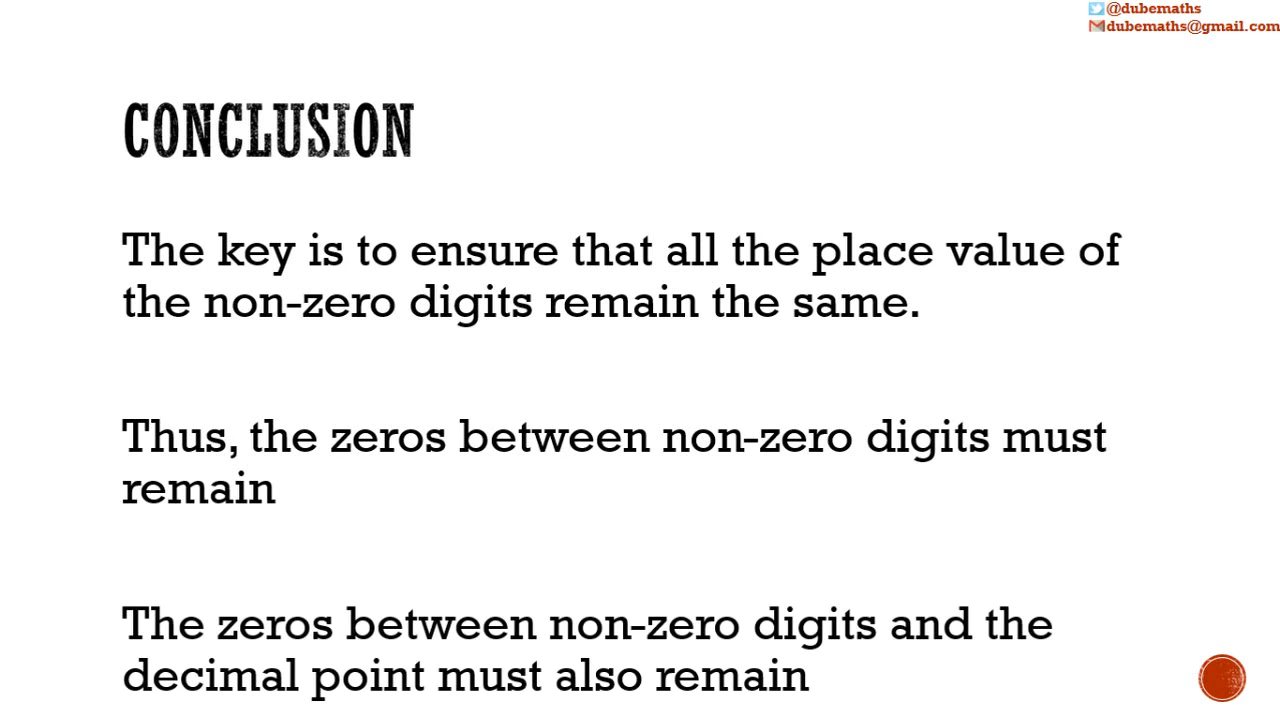 @dubemaths
dubemaths@gmail.com
CONCLUSION
The key is to ensure that all the place value of
the non-zero digits remain the same.
Thus, the zeros between non-zero digits must
remain
The zeros between non-zero digits and the
decimal point must also remain